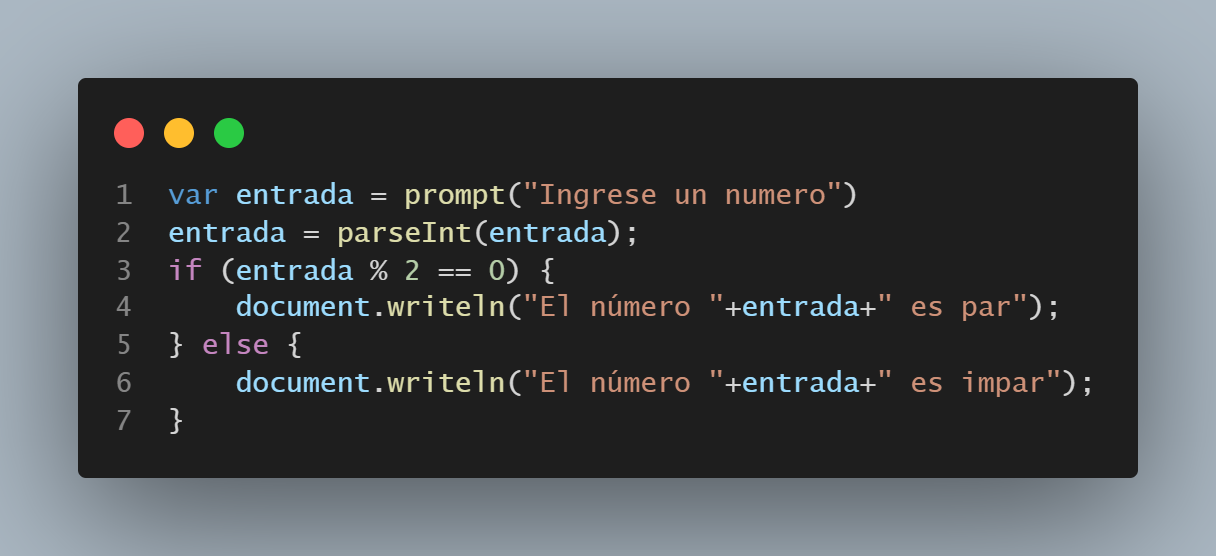 1 var entrada = prompt("Ingrese un numero")
2 entrada = parseInt(entrada);
3 if (entrada % 2 == 0) {
4     document.writeln("El número "+entrada+" es par");
5 } else {
6     document.writeln("El número "+entrada+" es impar");
7 }